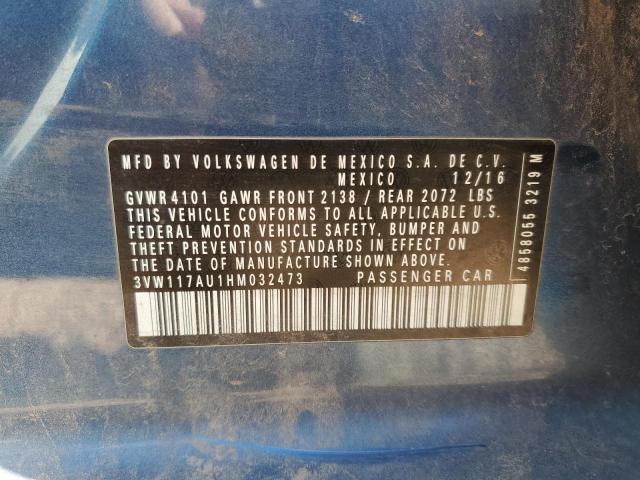 MFD BY VOLKSWAGEN DE MEXICO S.A. DE C.V.
MEXICO 12/16
GVWR 4101 GAWR FRONT 2138 / REAR 2072 LBS
THIS VEHICLE CONFORMS TO ALL APPLICABLE U.S.
FEDERAL MOTOR VEHICLE SAFETY, BUMPER AND
THEFT PREVENTION STANDARDS IN EFFECT ON
THE DATE OF MANUFACTURE SHOWN ABOVE.
3VW117AU1HM032473 PASSENGER CAR
4858055 3219 M